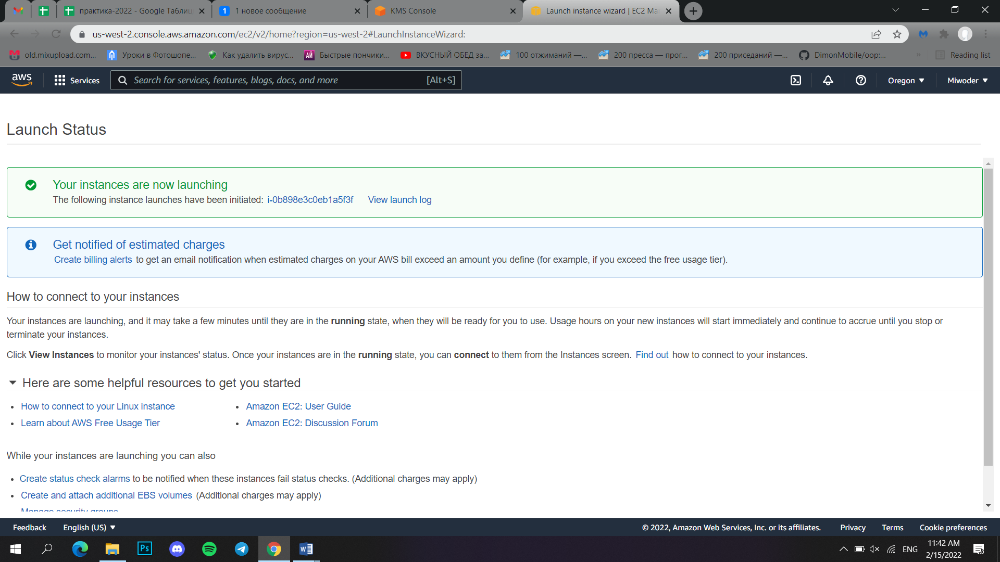 практика-2022 - Google Таблиц
1 новое сообщение
KMS Console
Launch instance wizard | EC2 Ma
us-west-2.console.aws.amazon.com/ec2/v2/home?region=us-west-2#LaunchInstanceWizard:
old.mixupload.com...
Уроки в Фотошопе...
Как удалить вирус...
Быстрые пончики...
ВКУСНЫЙ ОБЕД за...
100 отжиманий —...
200 пресса — прог...
200 приседаний —...
DimonMobile/oop:...
Reading list
aws
Services
Search for services, features, blogs, docs, and more [Alt+S]
Oregon
Miwoder
Launch Status
Your instances are now launching
The following instance launches have been initiated: i-0b898e3c0eb1a5f3f View launch log
Get notified of estimated charges
Create billing alerts to get an email notification when estimated charges on your AWS bill exceed an amount you define (for example, if you exceed the free usage tier).
How to connect to your instances
Your instances are launching, and it may take a few minutes until they are in the running state, when they will be ready for you to use. Usage hours on your new instances will start immediately and continue to accrue until you stop or
terminate your instances.
Click View Instances to monitor your instances' status. Once your instances are in the running state, you can connect to them from the Instances screen. Find out how to connect to your instances.
Here are some helpful resources to get you started
How to connect to your Linux instance
Amazon EC2: User Guide
Learn about AWS Free Usage Tier
Amazon EC2: Discussion Forum
While your instances are launching you can also
Create status check alarms to be notified when these instances fail status checks. (Additional charges may apply)
Create and attach additional EBS volumes (Additional charges may apply)
Manage security groups
Feedback
English (US)
© 2022, Amazon Web Services, Inc. or its affiliates.
Privacy
Terms
Cookie preferences
Ps
ENG
11:42 AM
2/15/2022